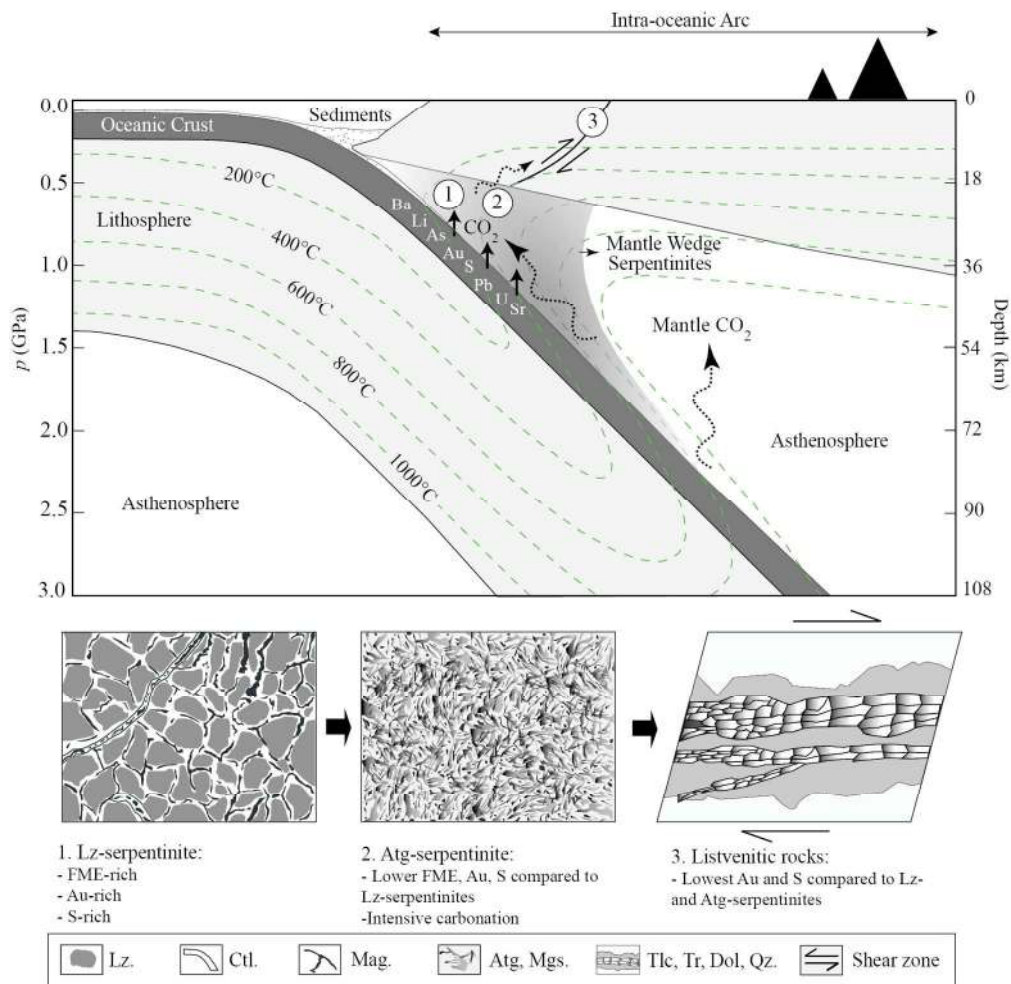 Intra-oceanic Arc
0.0
0.5
1.0
1.5
2.0
2.5
3.0
p (GPa)
0
18
36
54
72
90
108
Depth (km)
Sediments
Oceanic Crust
3
200°C
1
2
Ba
Li
As
Au
S
Pb
U
Sr
CO2
Lithosphere
400°C
Mantle Wedge
Serpentinites
600°C
Mantle CO2
800°C
Asthenosphere
1000°C
Asthenosphere
1. Lz-serpentinite:
- FME-rich
- Au-rich
- S-rich
2. Atg-serpentinite:
- Lower FME, Au, S compared to
Lz-serpentinites
-Intensive carbonation
3. Listvenitic rocks:
- Lowest Au and S compared to Lz-
and Atg-serpentinites
Lz.
Ctl.
Mag.
Atg, Mgs.
Tlc, Tr, Dol, Qz.
Shear zone